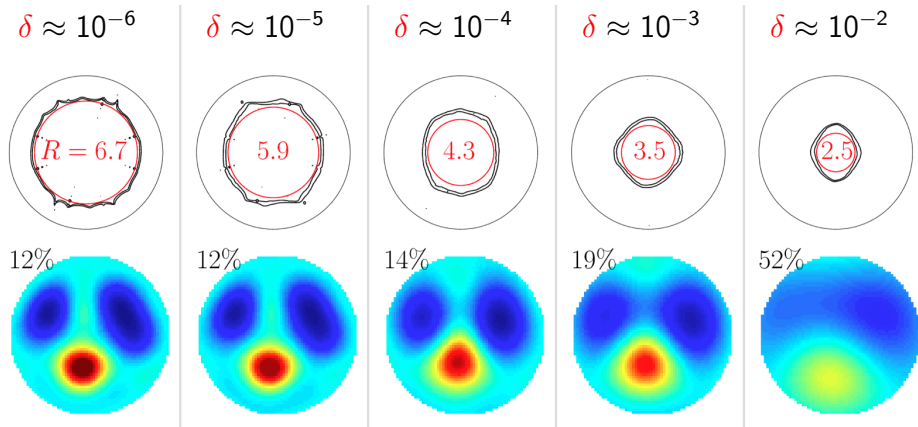 δ ≈ 10⁻⁶ δ ≈ 10⁻⁵ δ ≈ 10⁻⁴ δ ≈ 10⁻³ δ ≈ 10⁻²
R = 6.7 5.9 4.3 3.5 2.5
12% 12% 14% 19% 52%